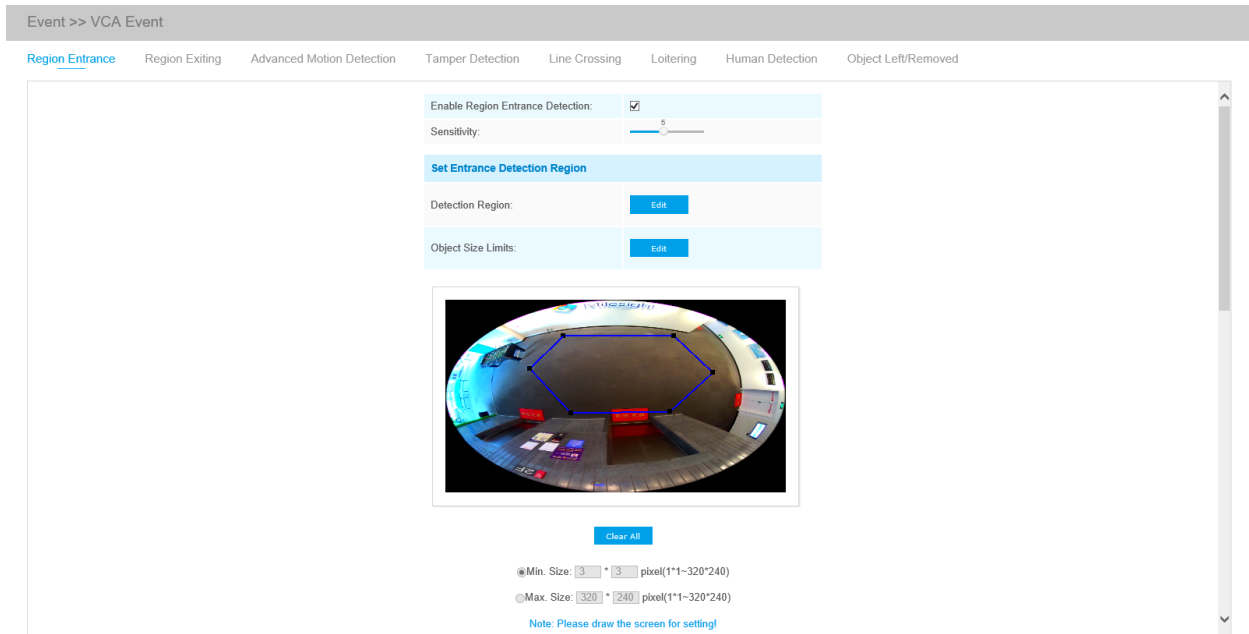 Event >> VCA Event
Region Entrance Region Exiting Advanced Motion Detection Tamper Detection Line Crossing Loitering Human Detection Object Left/Removed
Enable Region Entrance Detection:
5
Sensitivity:
Set Entrance Detection Region
Detection Region: Edit
Object Size Limits: Edit
Milesight
2F
Clear All
Min. Size: 3 * 3 pixel(1*1~320*240)
Max. Size: 320 * 240 pixel(1*1~320*240)
Note: Please draw the screen for setting!